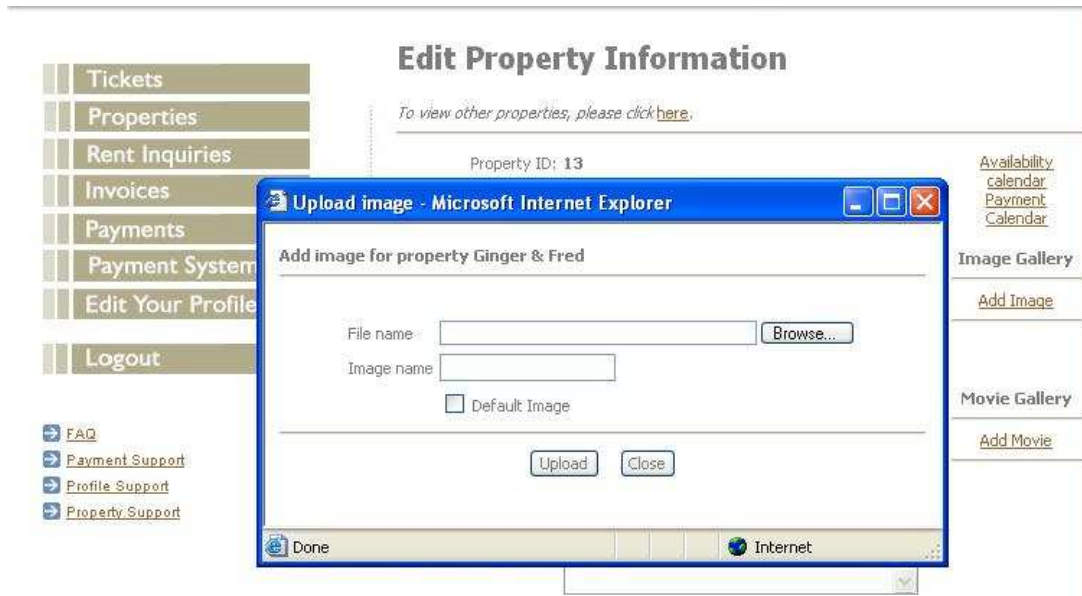 Edit Property Information
To view other properties, please click here.
Property ID: 13
Tickets
Properties
Rent Inquiries
Invoices
Payments
Payment System
Edit Your Profile
Logout
FAQ
Payment Support
Profile Support
Property Support
Upload image - Microsoft Internet Explorer
Add image for property Ginger & Fred
File name
Browse...
Image name
Default Image
Upload Close
Done Internet
Availability
calendar
Payment
Calendar
Image Gallery
Add Image
Movie Gallery
Add Movie